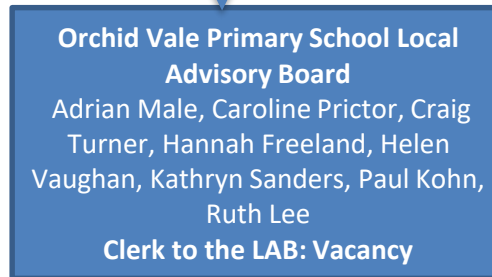 Orchid Vale Primary School Local
Advisory Board
Adrian Male, Caroline Prictor, Craig
Turner, Hannah Freeland, Helen
Vaughan, Kathryn Sanders, Paul Kohn,
Ruth Lee
Clerk to the LAB: Vacancy